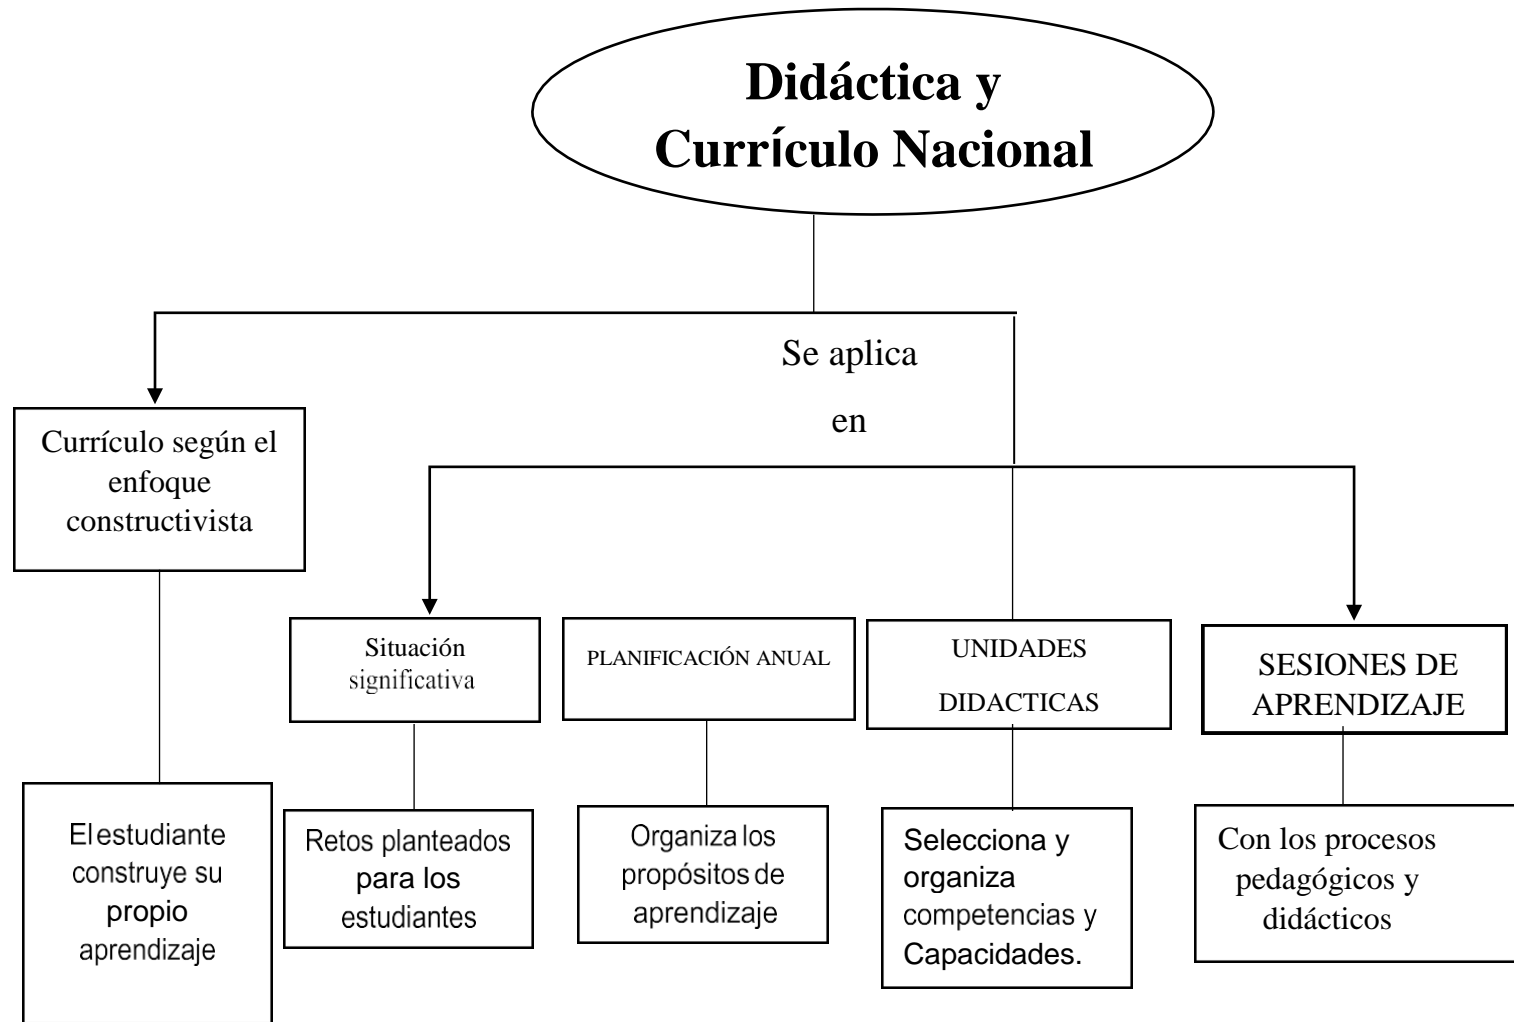 Didáctica y
Currículo Nacional
Se aplica
en
Currículo según el
enfoque
constructivista
Situación
significativa
PLANIFICACIÓN ANUAL
UNIDADES
DIDACTICAS
SESIONES DE
APRENDIZAJE
El estudiante
construye su
propio
aprendizaje
Retos planteados
para los
estudiantes
Organiza los
propósitos de
aprendizaje
Selecciona y
organiza
competencias y
Capacidades.
Con los procesos
pedagógicos y
didácticos